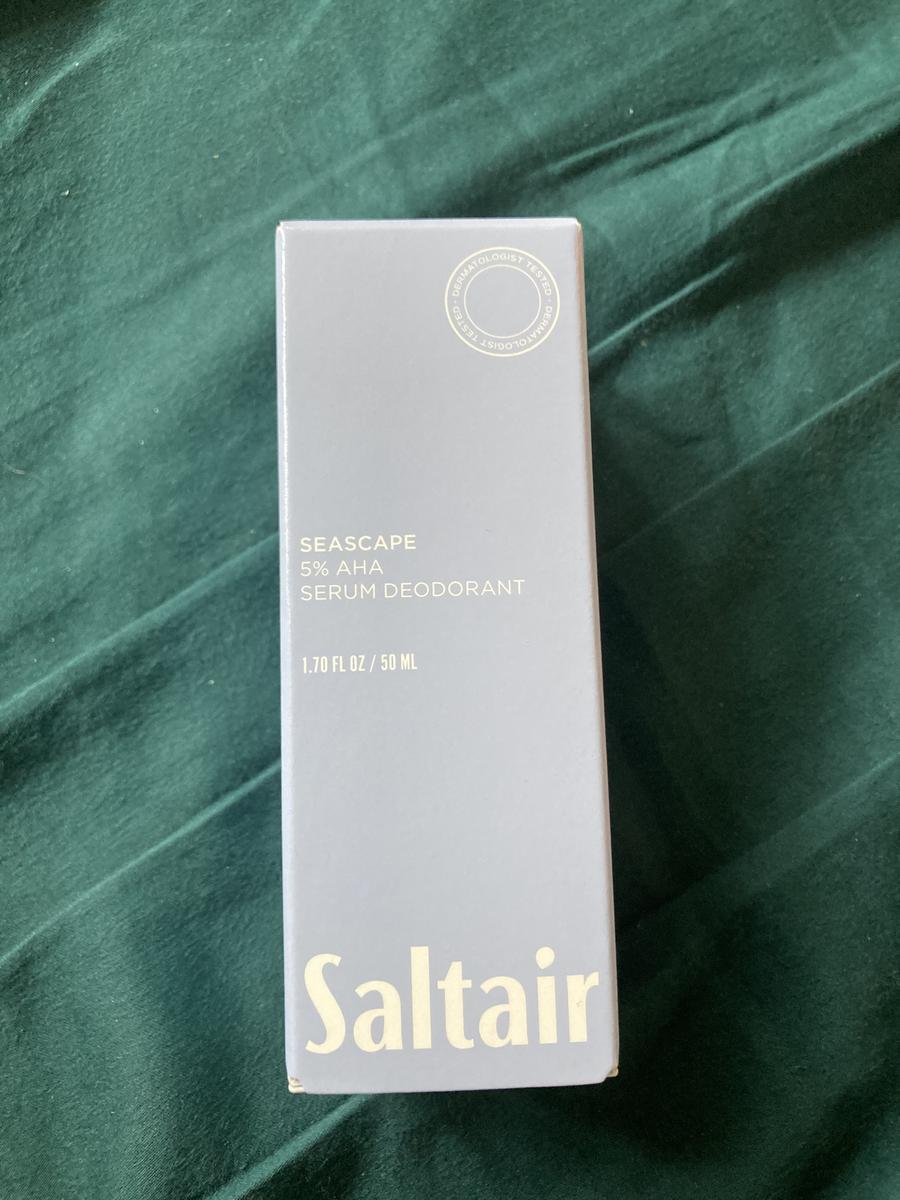 DERMATOLOGIST TESTED · DERMATOLOGIST TESTED ·
SEASCAPE
5% AHA
SERUM DEODORANT
1.70 FL OZ / 50 ML
Saltair